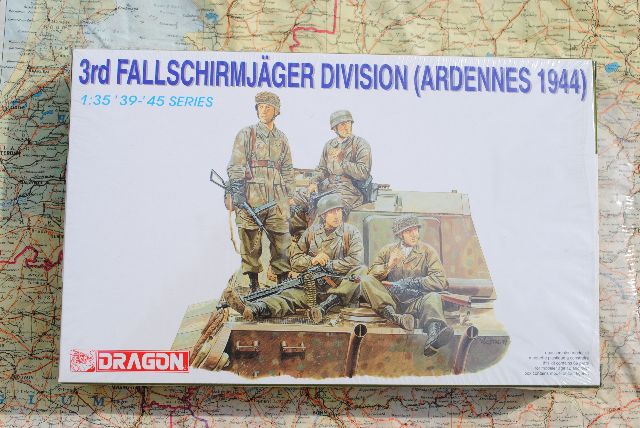 3rd FALLSCHIRMJÄGER DIVISION (ARDENNES 1944)
1:35 '39-'45 SERIES
DRAGON